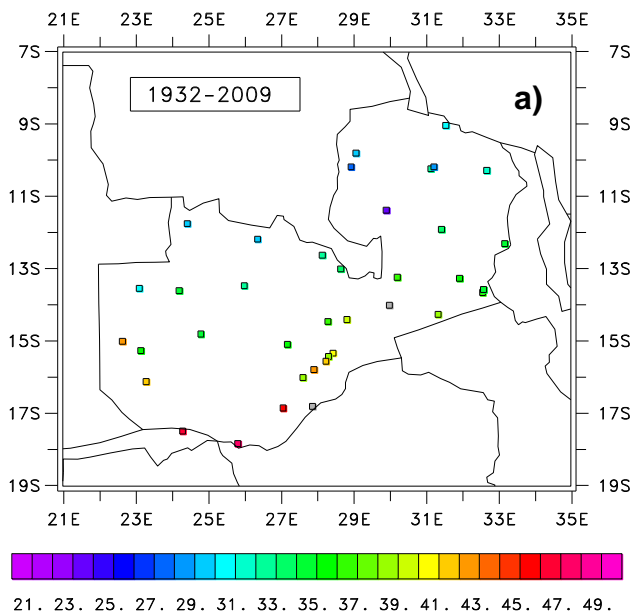 21E 23E 25E 27E 29E 31E 33E 35E
7S 7S
1932-2009 a)
9S 9S
11S 11S
13S 13S
15S 15S
17S 17S
19S 19S
21E 23E 25E 27E 29E 31E 33E 35E
21. 23. 25. 27. 29. 31. 33. 35. 37. 39. 41. 43. 45. 47. 49.